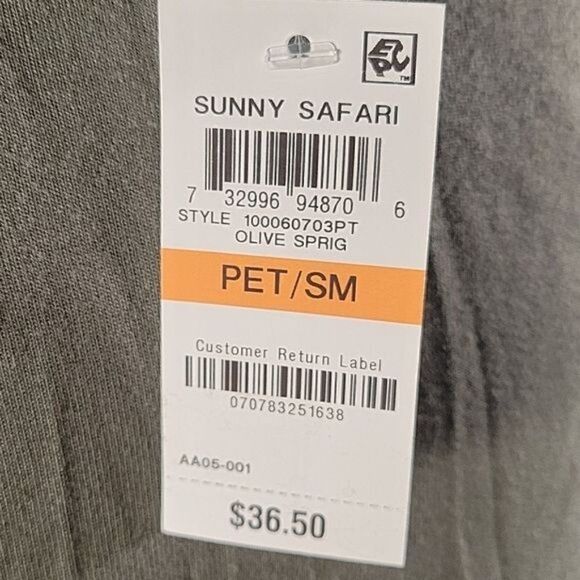 EPC™
SUNNY SAFARI
7 32996 94870 6
STYLE 100060703PT
OLIVE SPRIG
PET/SM
Customer Return Label
070783251638
AA05-001
$36.50